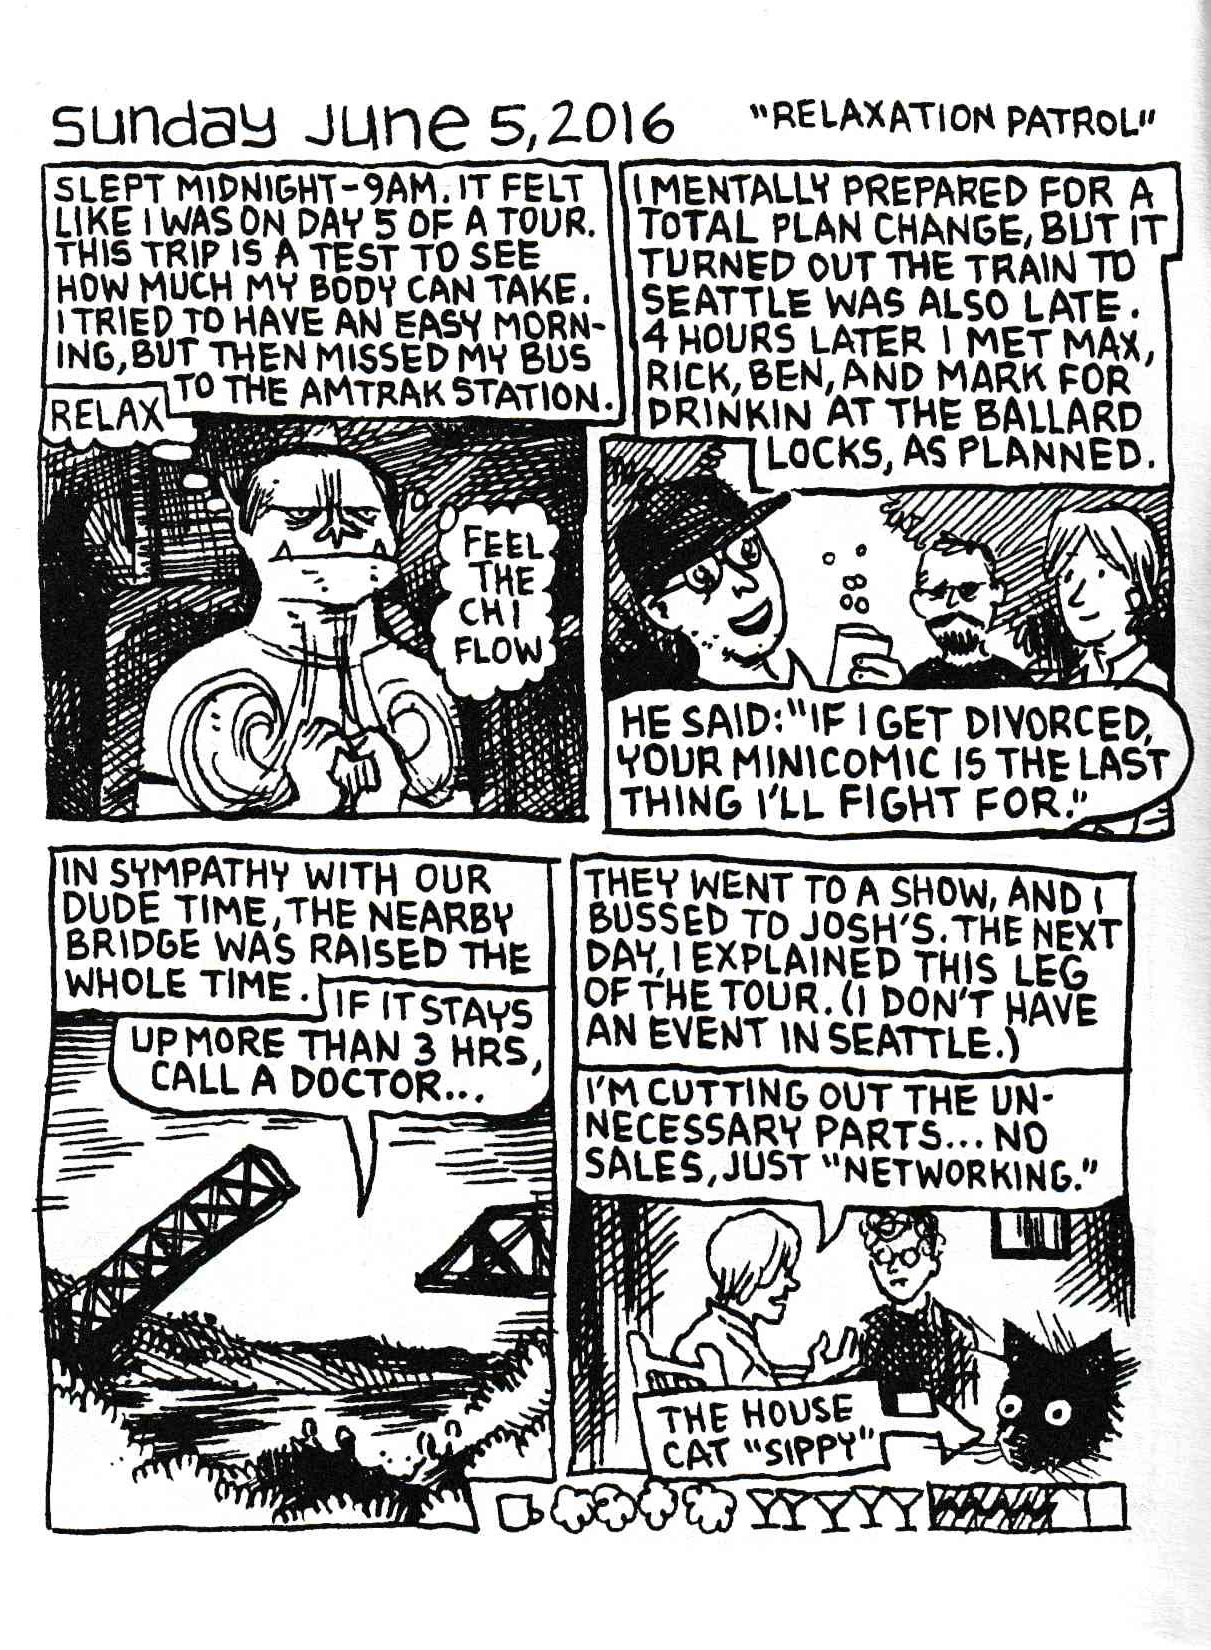 sunday June 5, 2016
"RELAXATION PATROL"
SLEPT MIDNIGHT-9AM. IT FELT
LIKE I WAS ON DAY 5 OF A TOUR.
THIS TRIP IS A TEST TO SEE
HOW MUCH MY BODY CAN TAKE.
I TRIED TO HAVE AN EASY MORN-
ING, BUT THEN MISSED MY BUS
TO THE AMTRAK STATION.
RELAX
FEEL
THE
CHI
FLOW
I MENTALLY PREPARED FOR A
TOTAL PLAN CHANGE, BUT IT
TURNED OUT THE TRAIN TO
SEATTLE WAS ALSO LATE.
4 HOURS LATER I MET MAX,
RICK, BEN, AND MARK FOR
DRINKIN AT THE BALLARD
LOCKS, AS PLANNED.
HE SAID: "IF I GET DIVORCED,
YOUR MINICOMIC IS THE LAST
THING I'LL FIGHT FOR."
IN SYMPATHY WITH OUR
DUDE TIME, THE NEARBY
BRIDGE WAS RAISED THE
WHOLE TIME.
IF IT STAYS
UP MORE THAN 3 HRS,
CALL A DOCTOR...
THEY WENT TO A SHOW, AND I
BUSSED TO JOSH'S. THE NEXT
DAY, I EXPLAINED THIS LEG
OF THE TOUR. (I DON'T HAVE
AN EVENT IN SEATTLE.)
I'M CUTTING OUT THE UN-
NECESSARY PARTS... NO
SALES, JUST "NETWORKING."
THE HOUSE
CAT "SIPPY"